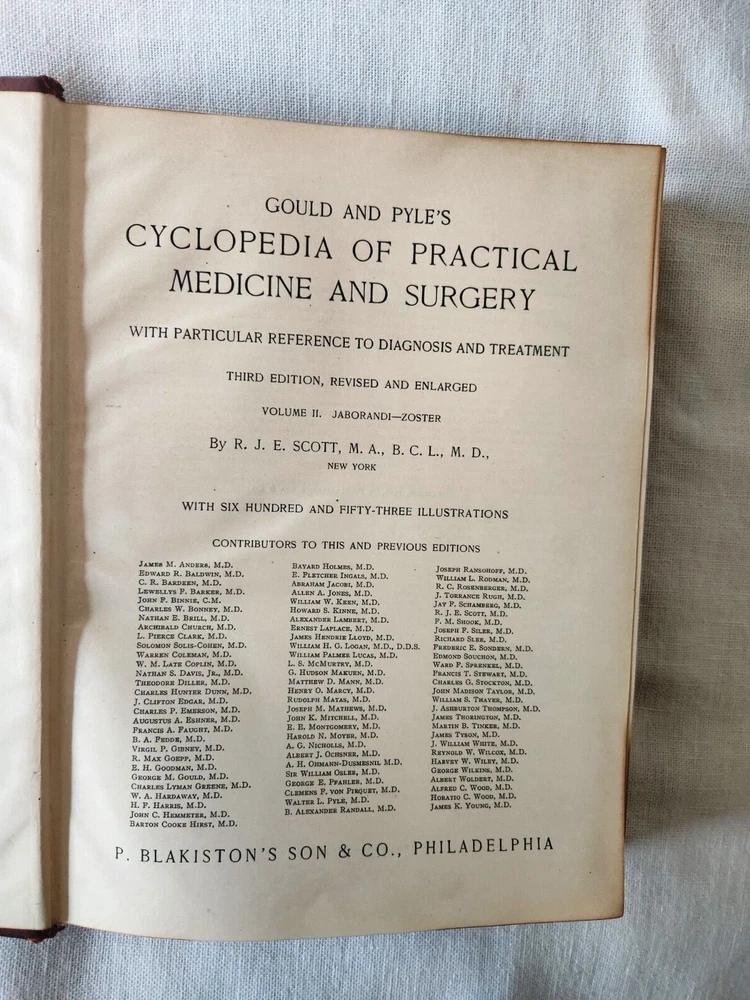 GOULD AND PYLE'S
CYCLOPEDIA OF PRACTICAL
MEDICINE AND SURGERY
WITH PARTICULAR REFERENCE TO DIAGNOSIS AND TREATMENT
THIRD EDITION, REVISED AND ENLARGED
VOLUME II. JABORANDI—ZOSTER
By R. J. E. SCOTT, M. A., B. C. L., M. D.,
NEW YORK
WITH SIX HUNDRED AND FIFTY-THREE ILLUSTRATIONS
CONTRIBUTORS TO THIS AND PREVIOUS EDITIONS
JAMES M. ANDERS, M.D.
EDWARD R. BALDWIN, M.D.
C. R. BARDEEN, M.D.
LEWELLYS F. BARKER, M.D.
JOHN F. BINNIE, C.M.
CHARLES W. BONNEY, M.D.
NATHAN E. BRILL, M.D.
ARCHIBALD CHURCH, M.D.
L. PIERCE CLARK, M.D.
SOLOMON SOLIS-COHEN, M.D.
WARREN COLEMAN, M.D.
W. M. LATE COPLIN, M.D.
NATHAN S. DAVIS, JR., M.D.
THEODORE DILLER, M.D.
CHARLES HUNTER DUNN, M.D.
J. CLIFTON EDGAR, M.D.
CHARLES P. EMERSON, M.D.
AUGUSTUS A. ESHNER, M.D.
FRANCIS A. FAUGHT, M.D.
B. A. FEDDE, M.D.
VIRGIL P. GIBNEY, M.D.
R. MAX GOEPP, M.D.
E. H. GOODMAN, M.D.
GEORGE M. GOULD, M.D.
CHARLES LYMAN GREENE, M.D.
W. A. HARDAWAY, M.D.
H. F. HARRIS, M.D.
JOHN C. HEMMETER, M.D.
BARTON COOKE HIRST, M.D.
BAYARD HOLMES, M.D.
E. FLETCHER INGALS, M.D.
ABRAHAM JACOBI, M.D.
ALLEN A. JONES, M.D.
WILLIAM W. KEEN, M.D.
HOWARD S. KINNE, M.D.
ALEXANDER LAMBERT, M.D.
ERNEST LAPLACE, M.D.
JAMES HENDRIE LLOYD, M.D.
WILLIAM H. G. LOGAN, M.D., D.D.S.
WILLIAM PALMER LUCAS, M.D.
L. S. MCMURTRY, M.D.
G. HUDSON MAKUEN, M.D.
MATTHEW D. MANN, M.D.
HENRY O. MARCY, M.D.
RUDOLPH MATAS, M.D.
JOSEPH M. MATHEWS, M.D.
JOHN K. MITCHELL, M.D.
E. E. MONTGOMERY, M.D.
HAROLD N. MOYER, M.D.
A. G. NICHOLLS, M.D.
ALBERT J. OCHSNER, M.D.
A. H. OHMANN-DUSMESNIL M.D.
SIR WILLIAM OSLER, M.D.
GEORGE E. PFAHLER, M.D.
CLEMENS F. VON PIRQUET, M.D.
WALTER L. PYLE, M.D.
B. ALEXANDER RANDALL, M.D.
JOSEPH RANSOHOFF, M.D.
WILLIAM L. RODMAN, M.D.
R. C. ROSENBERGER, M.D.
J. TORRANCE RUGH, M.D.
JAY F. SCHAMBERG, M.D.
R. J. E. SCOTT, M.D.
F. M. SHOOK, M.D.
JOSEPH F. SILER, M.D.
RICHARD SLEE, M.D.
FREDERIC E. SONDERN, M.D.
EDMOND SOUCHON, M.D.
WARD F. SPRENKEL, M.D.
FRANCIS T. STEWART, M.D.
CHARLES G. STOCKTON, M.D.
JOHN MADISON TAYLOR, M.D.
WILLIAM S. THAYER, M.D.
J. ASHBURTON THOMPSON, M.D.
JAMES THORINGTON, M.D.
MARTIN B. TINKER, M.D.
JAMES TYSON, M.D.
J. WILLIAM WHITE, M.D.
REYNOLD W. WILCOX, M.D.
HARVEY W. WILEY, M.D.
GEORGE WILKINS, M.D.
ALBERT WOLDERT, M.D.
ALFRED C. WOOD, M.D.
HORATIO C. WOOD, M.D.
JAMES K. YOUNG, M.D.
P. BLAKISTON'S SON & CO., PHILADELPHIA